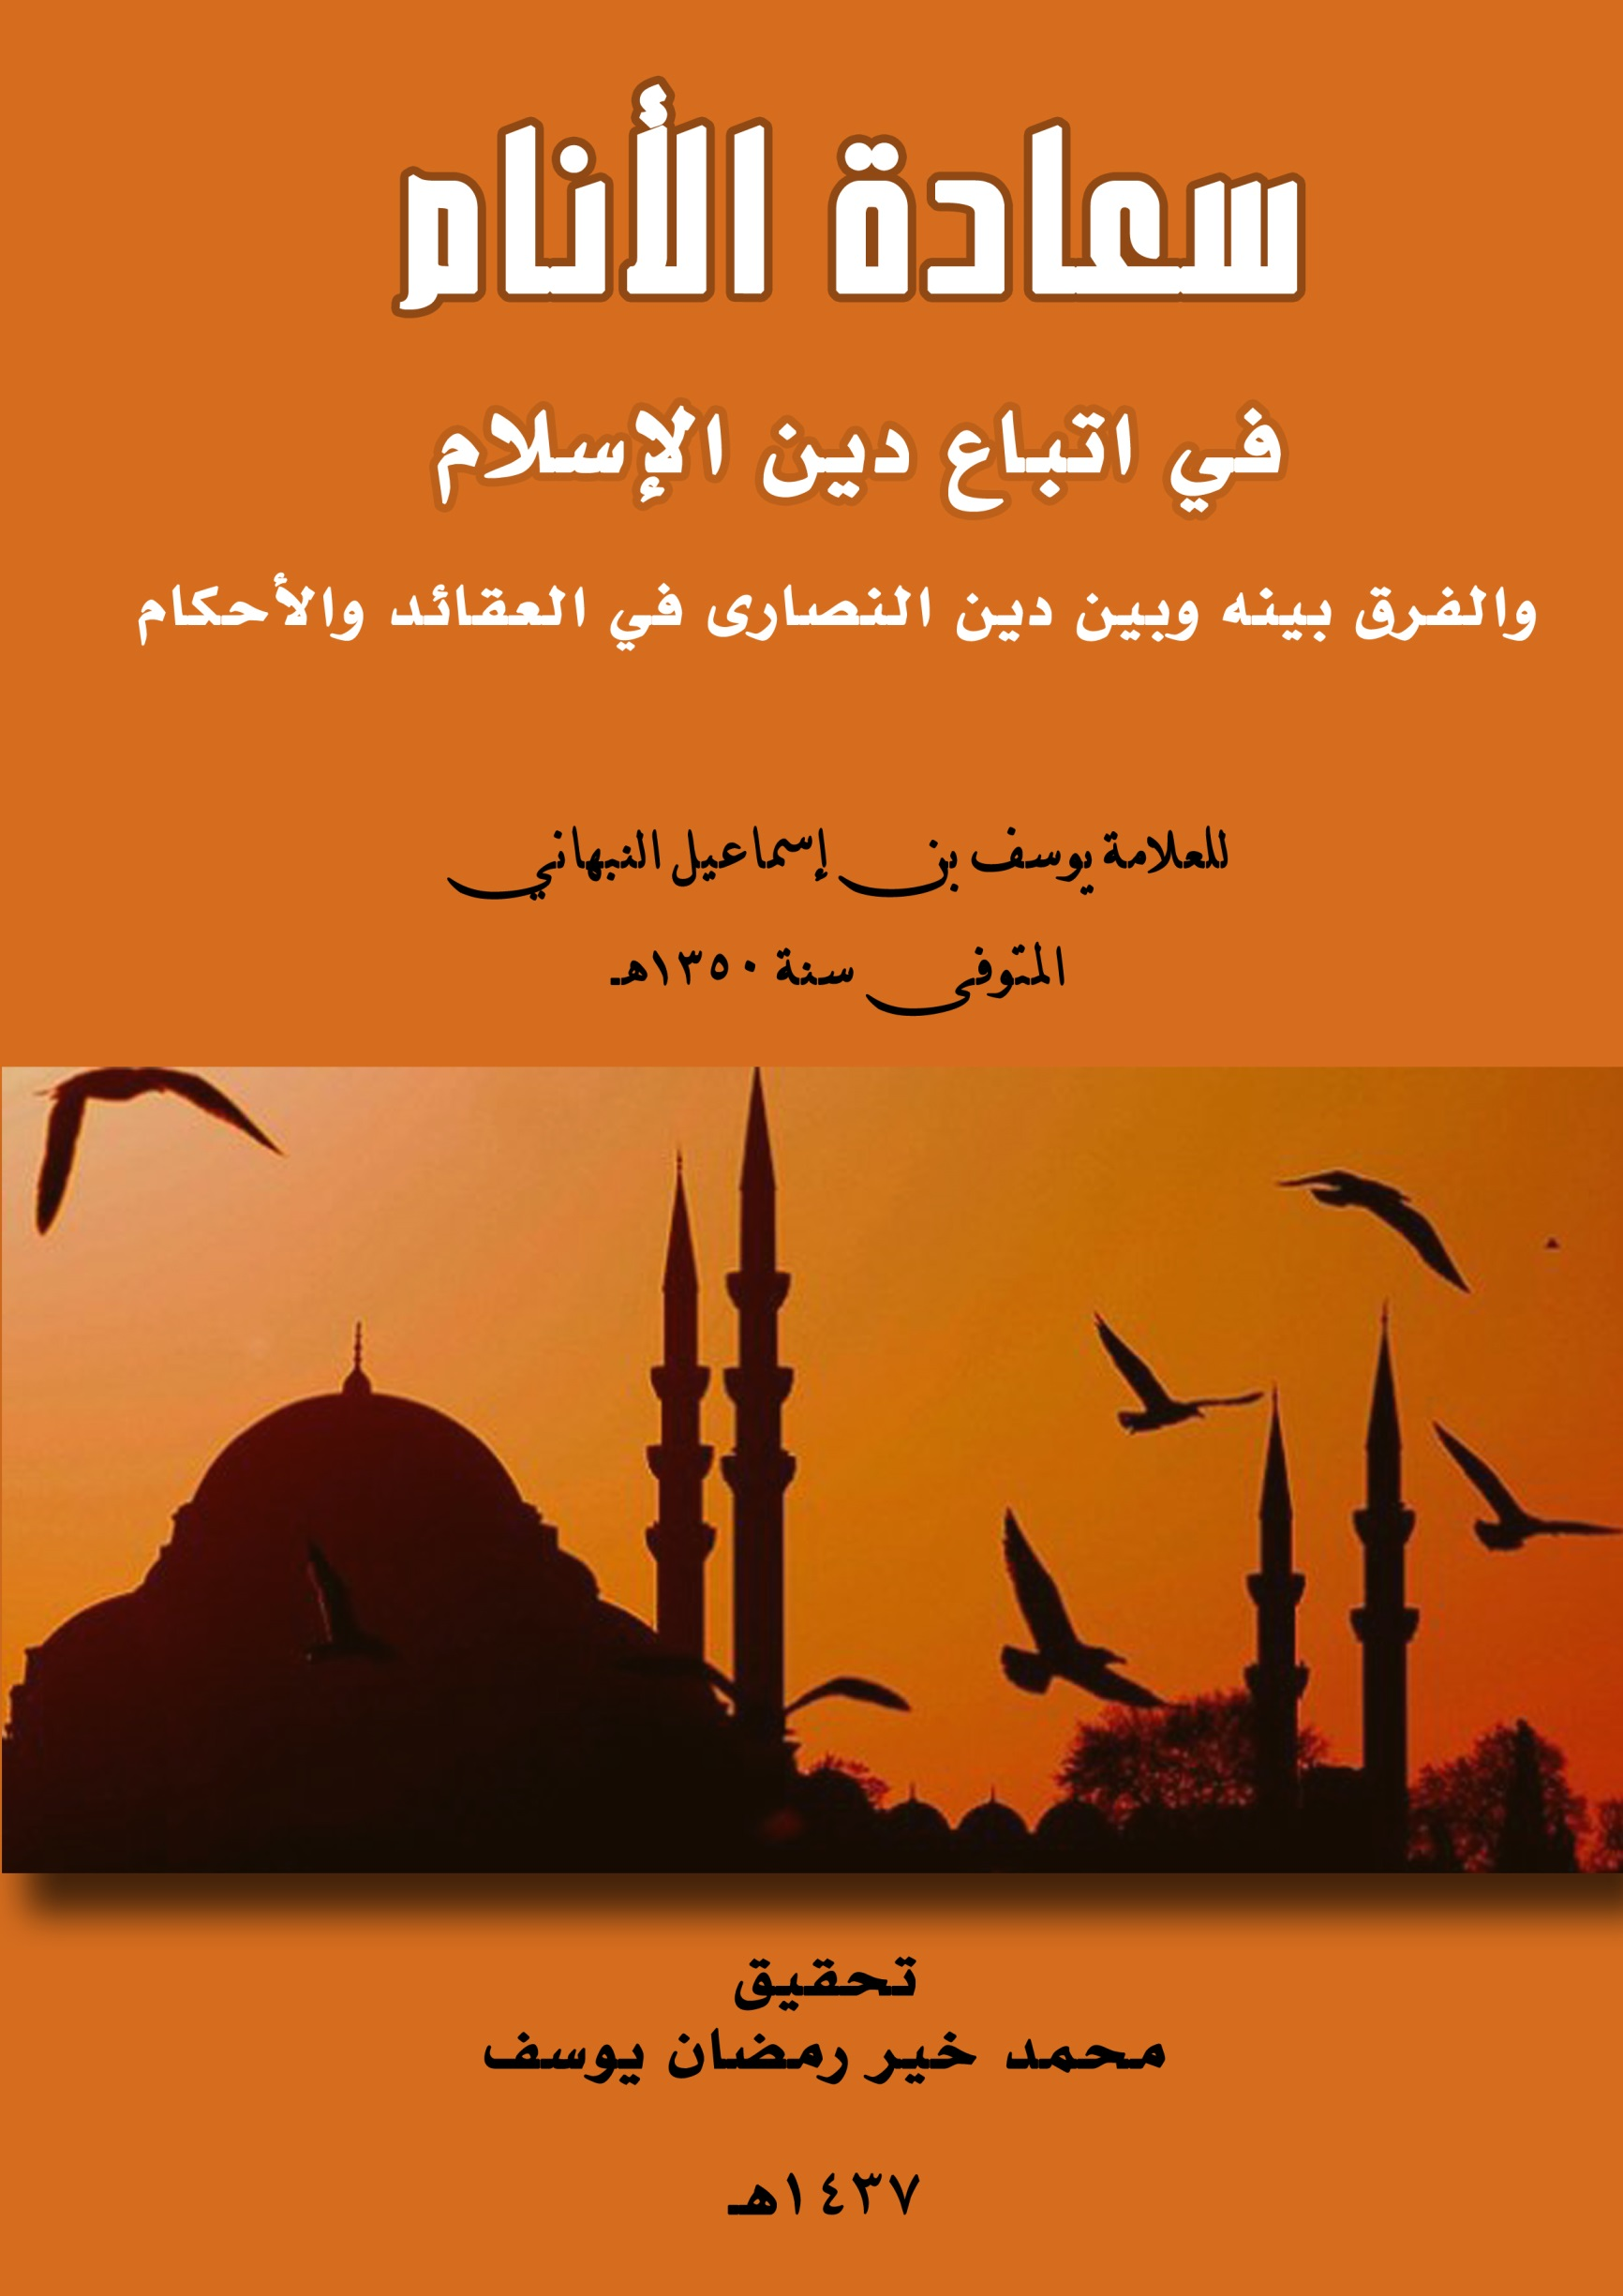 سعادة الأنام
في اتباع دين الإسلام
والفرق بينه وبين دين النصارى في العقائد والأحكام
للعلامة يوسف بن إسماعيل النبهاني
المتوفى سنة ١٣٥٠هـ
تحقيق
محمد خير رمضان يوسف
١٤٣٧هـ